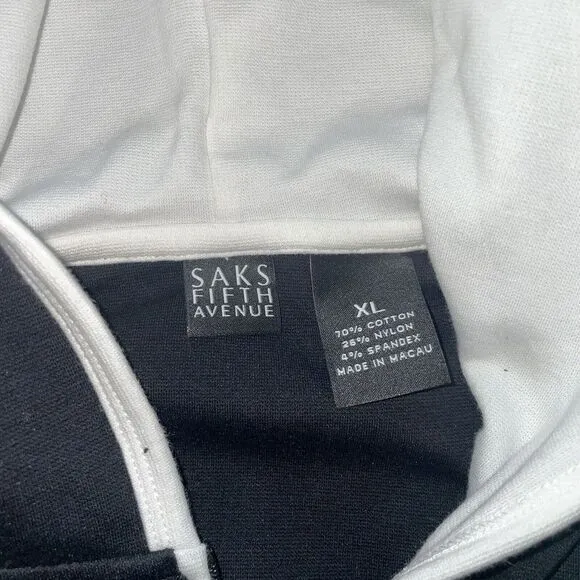 SAKS
FIFTH
AVENUE
XL
70% COTTON
26% NYLON
4% SPANDEX
MADE IN MACAU